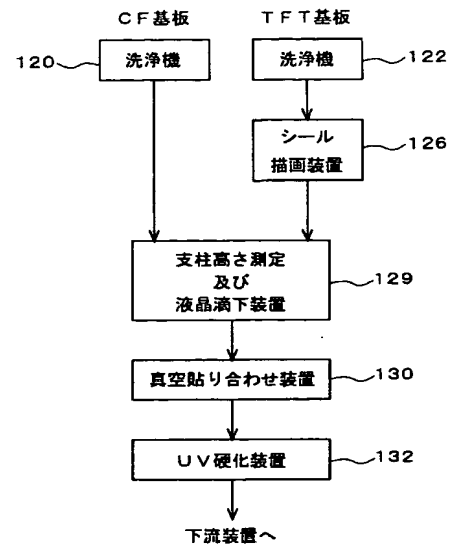 CF基板 TFT基板
120 洗浄機 洗浄機 122
シール
描画装置 126
支柱高さ測定
及び
液晶滴下装置 129
真空貼り合わせ装置 130
UV硬化装置 132
下流装置へ